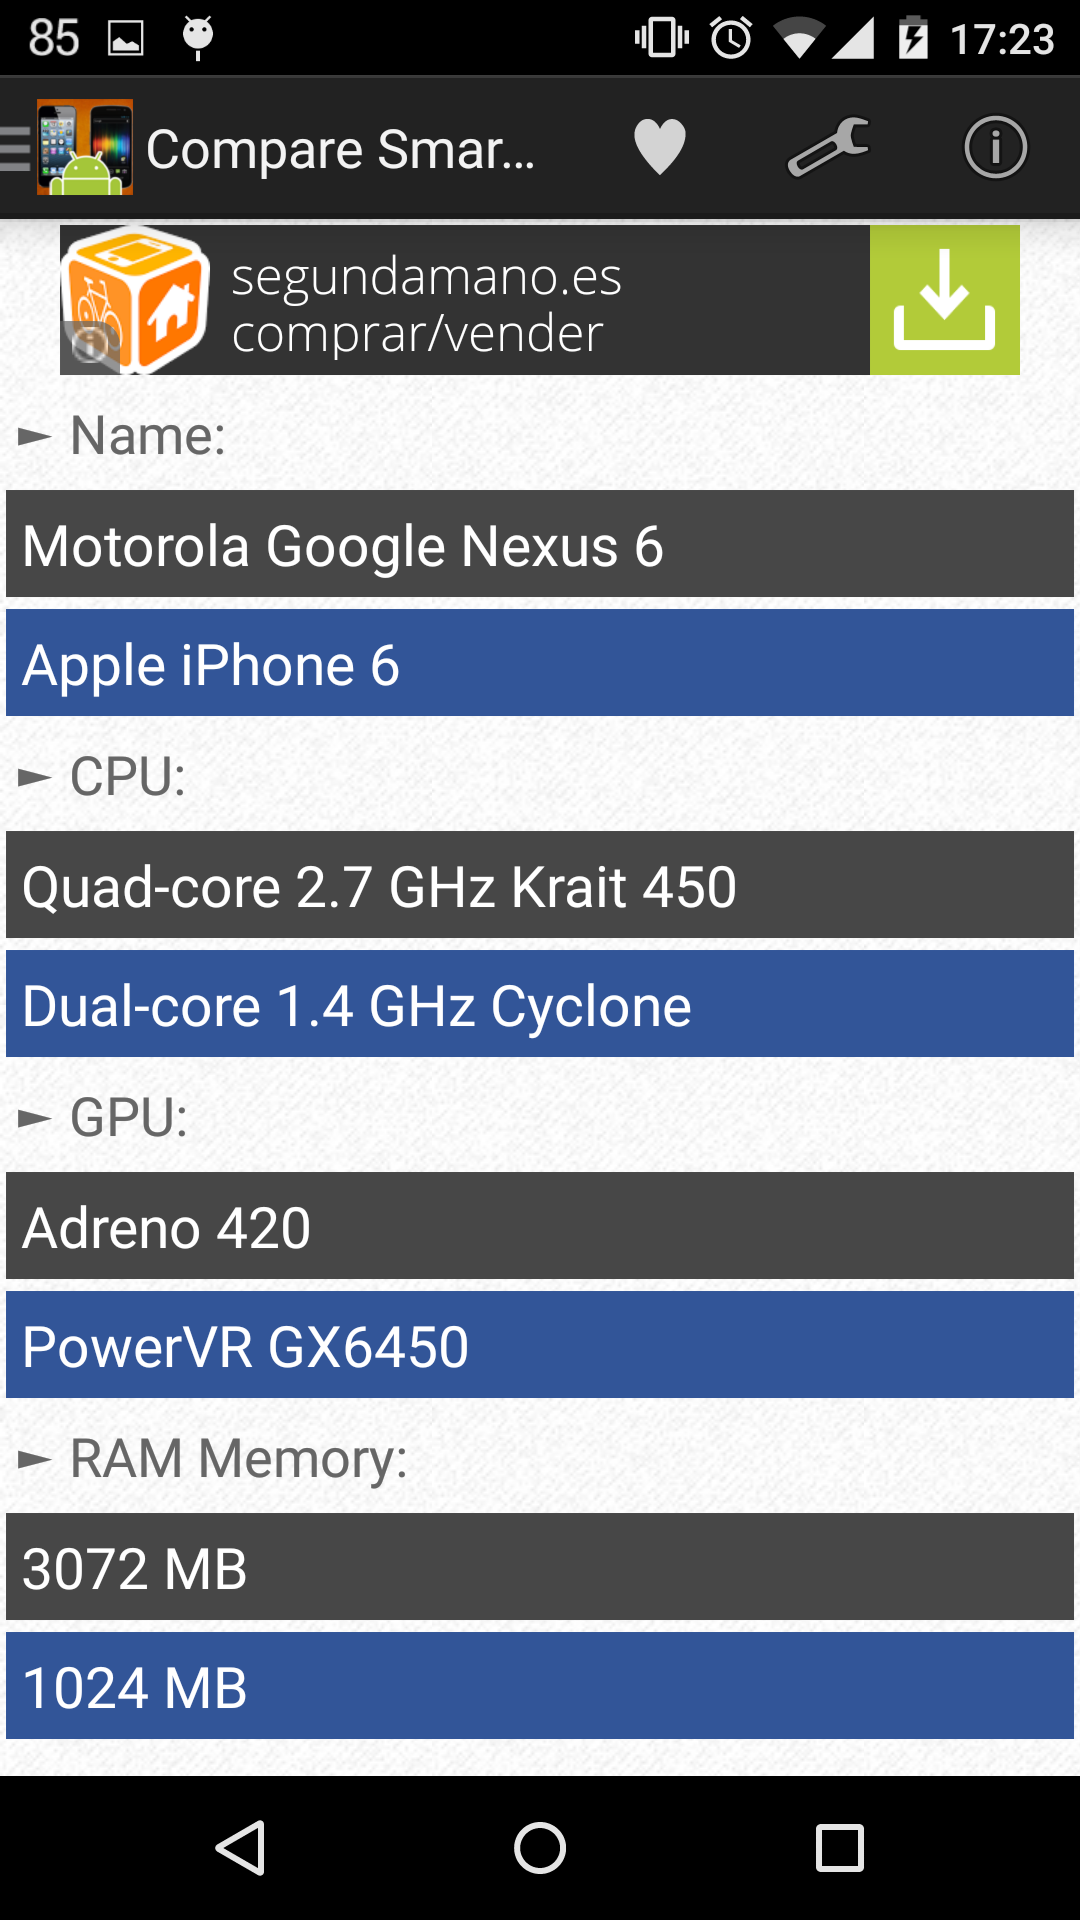 85 17:23
Compare Smar...
segundamano.es
comprar/vender
► Name:
Motorola Google Nexus 6
Apple iPhone 6
► CPU:
Quad-core 2.7 GHz Krait 450
Dual-core 1.4 GHz Cyclone
► GPU:
Adreno 420
PowerVR GX6450
► RAM Memory:
3072 MB
1024 MB